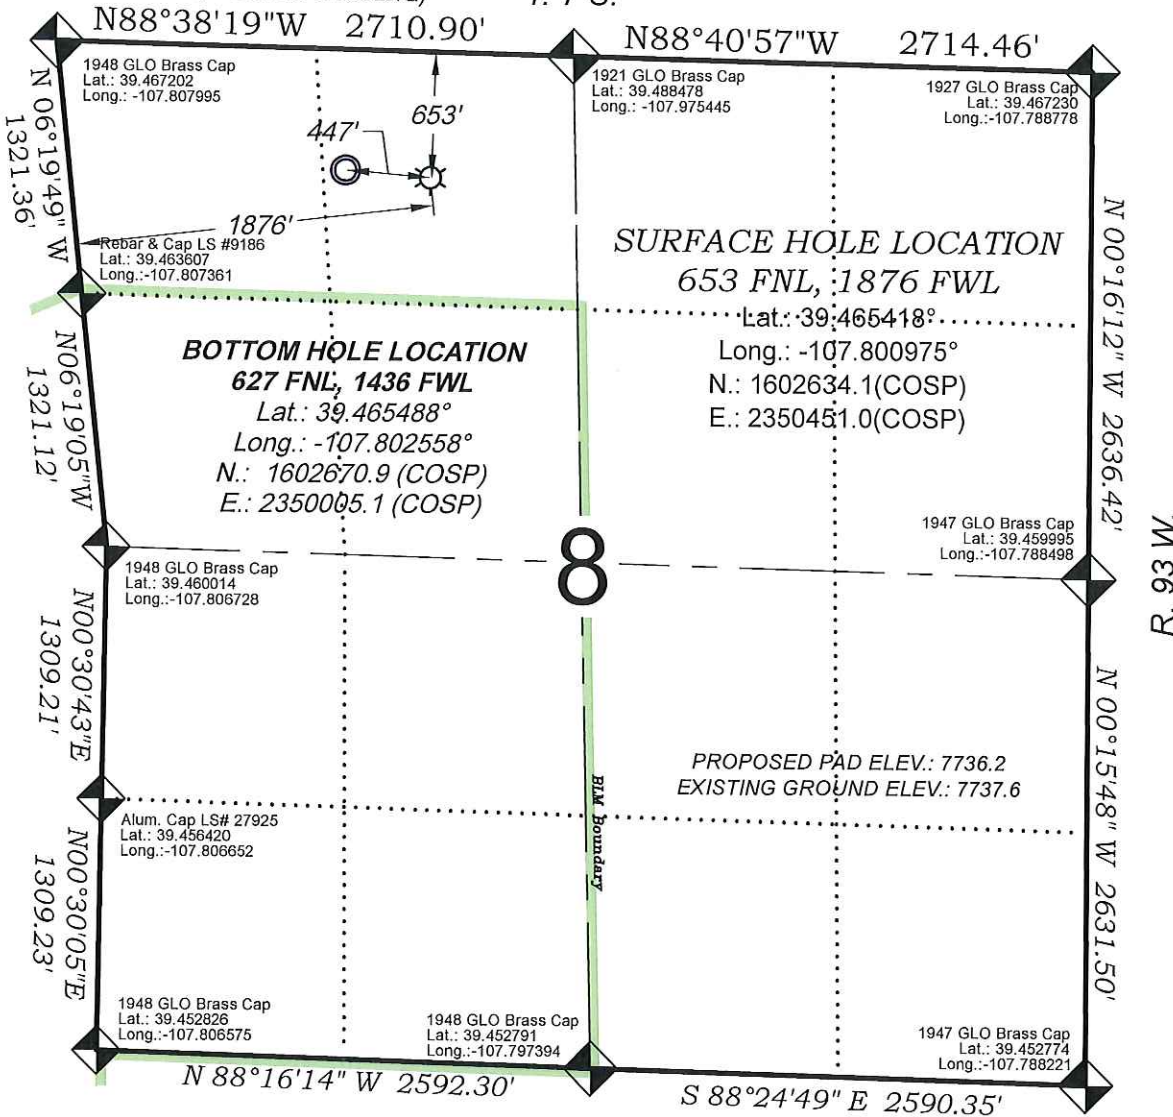 T. 7 S.
N88°38'19"W 2710.90'
N88°40'57"W 2714.46'
1948 GLO Brass Cap
Lat.: 39.467202
Long.: -107.807995
1921 GLO Brass Cap
Lat.: 39.488478
Long.: -107.975445
1927 GLO Brass Cap
Lat.: 39.467230
Long.:-107.788778
N 06°19'49" W
1321.36'
653'
447'
1876'
Rebar & Cap LS #9186
Lat.: 39.463607
Long.:-107.807361
SURFACE HOLE LOCATION
653 FNL, 1876 FWL
Lat.: 39.465418°
Long.: -107.800975°
N.: 1602634.1(COSP)
E.: 2350451.0(COSP)
N 00°16'12" W 2636.42'
BOTTOM HOLE LOCATION
627 FNL, 1436 FWL
Lat.: 39.465488°
Long.: -107.802558°
N.: 1602670.9 (COSP)
E.: 2350005.1 (COSP)
N06°19'05"W
1321.12'
8
1947 GLO Brass Cap
Lat.: 39.459995
Long.:-107.788498
R. 93 W.
1948 GLO Brass Cap
Lat.: 39.460014
Long.:-107.806728
N00°30'43"E
1309.21'
PROPOSED PAD ELEV.: 7736.2
EXISTING GROUND ELEV.: 7737.6
BLM Boundary
N 00°15'48" W 2631.50'
Alum. Cap LS# 27925
Lat.: 39.456420
Long.:-107.806652
N00°30'05"E
1309.23'
1948 GLO Brass Cap
Lat.: 39.452826
Long.:-107.806575
1948 GLO Brass Cap
Lat.: 39.452791
Long.:-107.797394
1947 GLO Brass Cap
Lat.: 39.452774
Long.:-107.788221
N 88°16'14" W 2592.30'
S 88°24'49" E 2590.35'